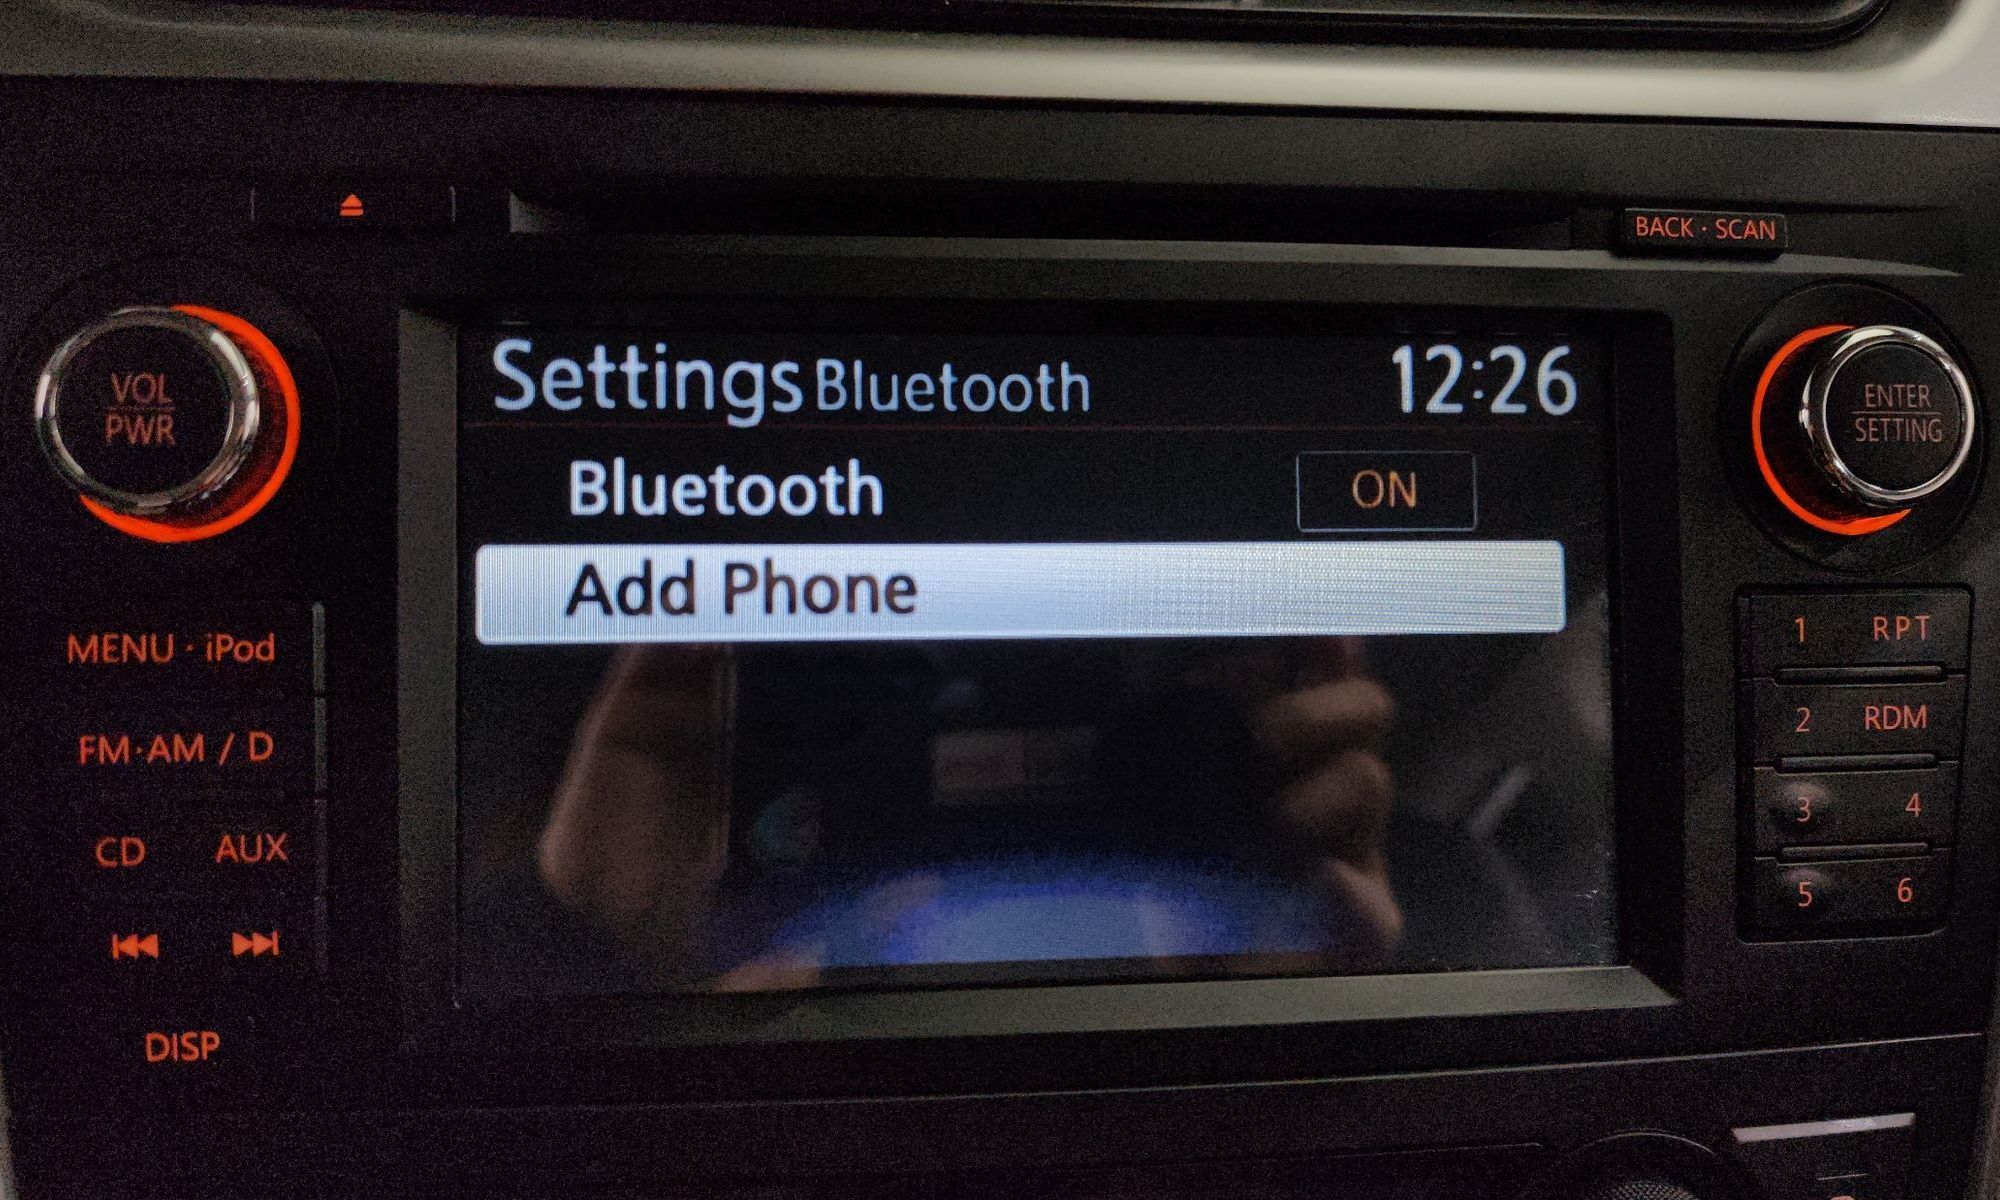 BACK · SCAN
VOL
PWR
Settings Bluetooth 12:26
ENTER
SETTING
Bluetooth ON
Add Phone
MENU · iPod
1 RPT
FM·AM / D
2 RDM
CD AUX
3 4
5 6
DISP